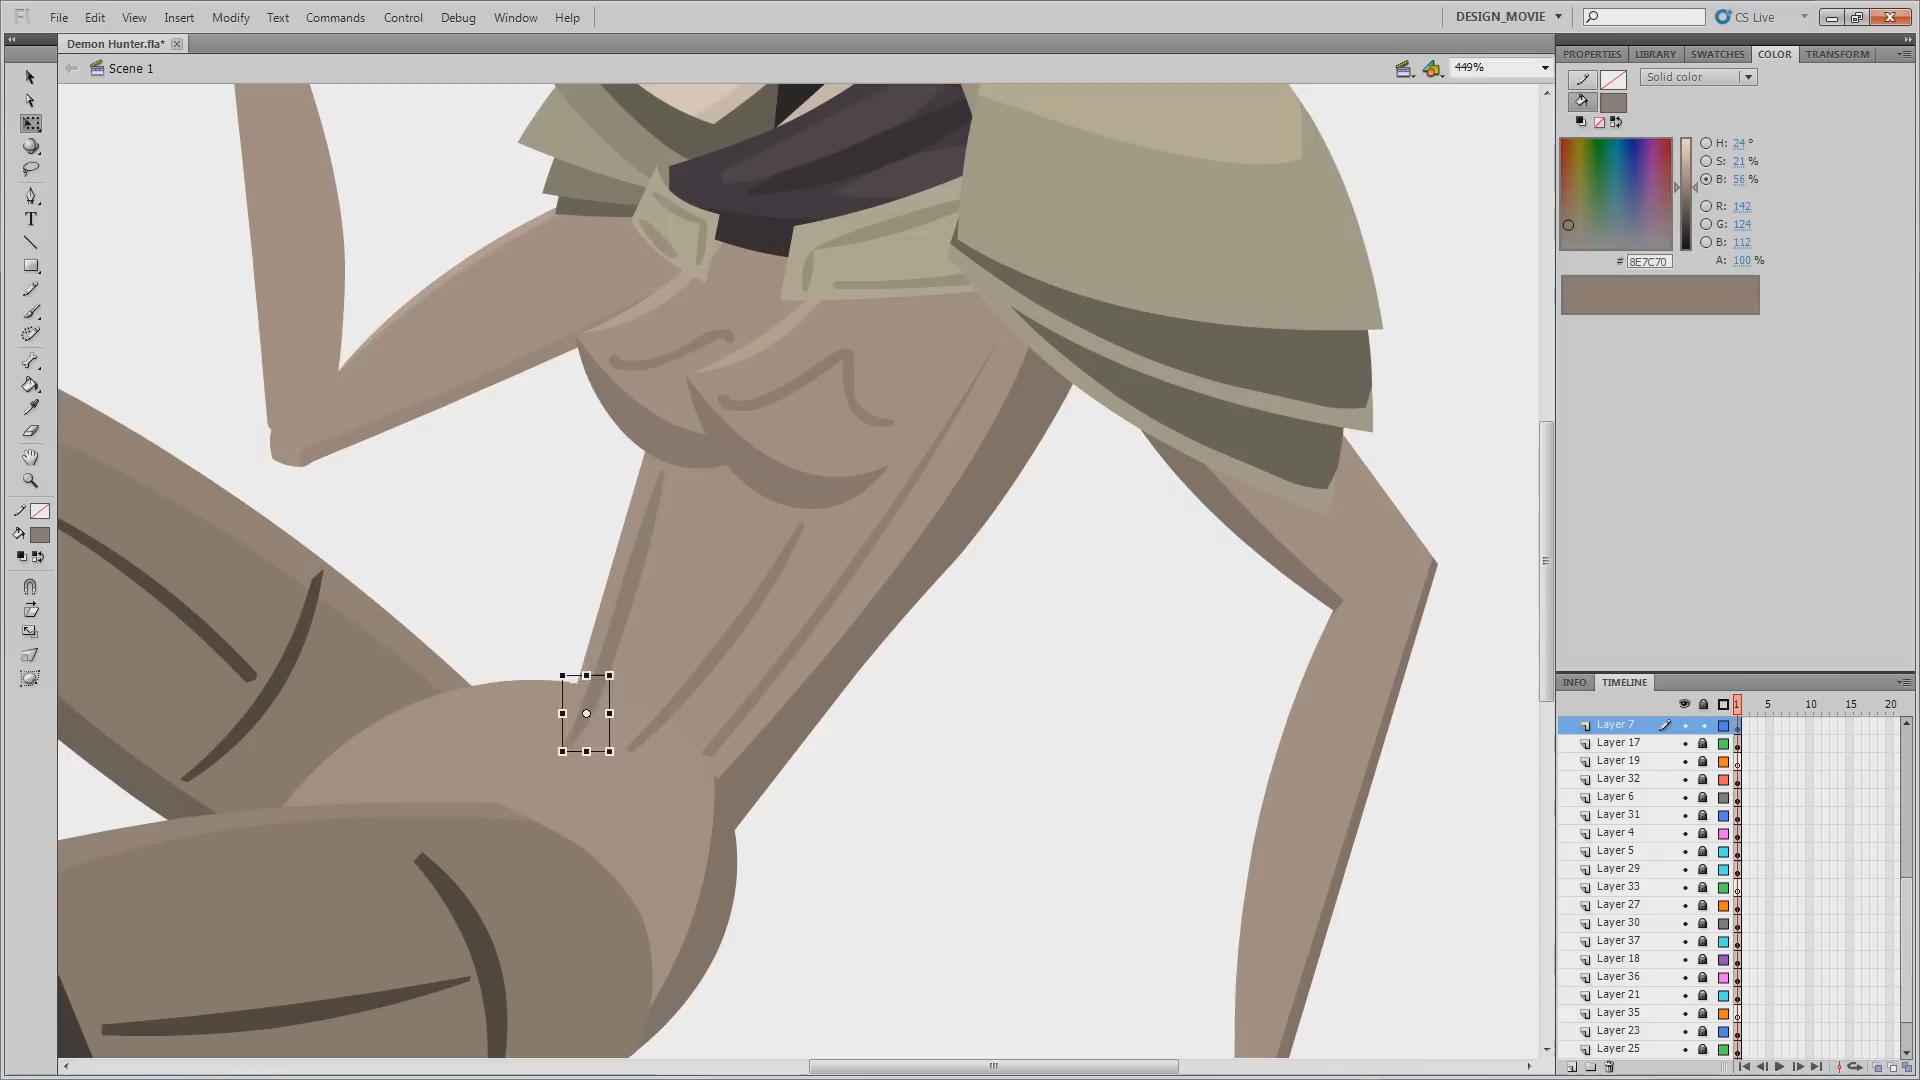 Fl File Edit View Insert Modify Text Commands Control Debug Window Help DESIGN_MOVIE CS Live
Demon Hunter.fla*
Scene 1
449%
PROPERTIES LIBRARY SWATCHES COLOR TRANSFORM
Solid color
H: 24 °
S: 21 %
B: 56 %
R: 142
G: 124
B: 112
# 8E7C70
A: 100 %
T
INFO TIMELINE
1 5 10 15 20
Layer 7
Layer 17
Layer 19
Layer 32
Layer 6
Layer 31
Layer 4
Layer 5
Layer 29
Layer 33
Layer 27
Layer 30
Layer 37
Layer 18
Layer 36
Layer 21
Layer 35
Layer 23
Layer 25